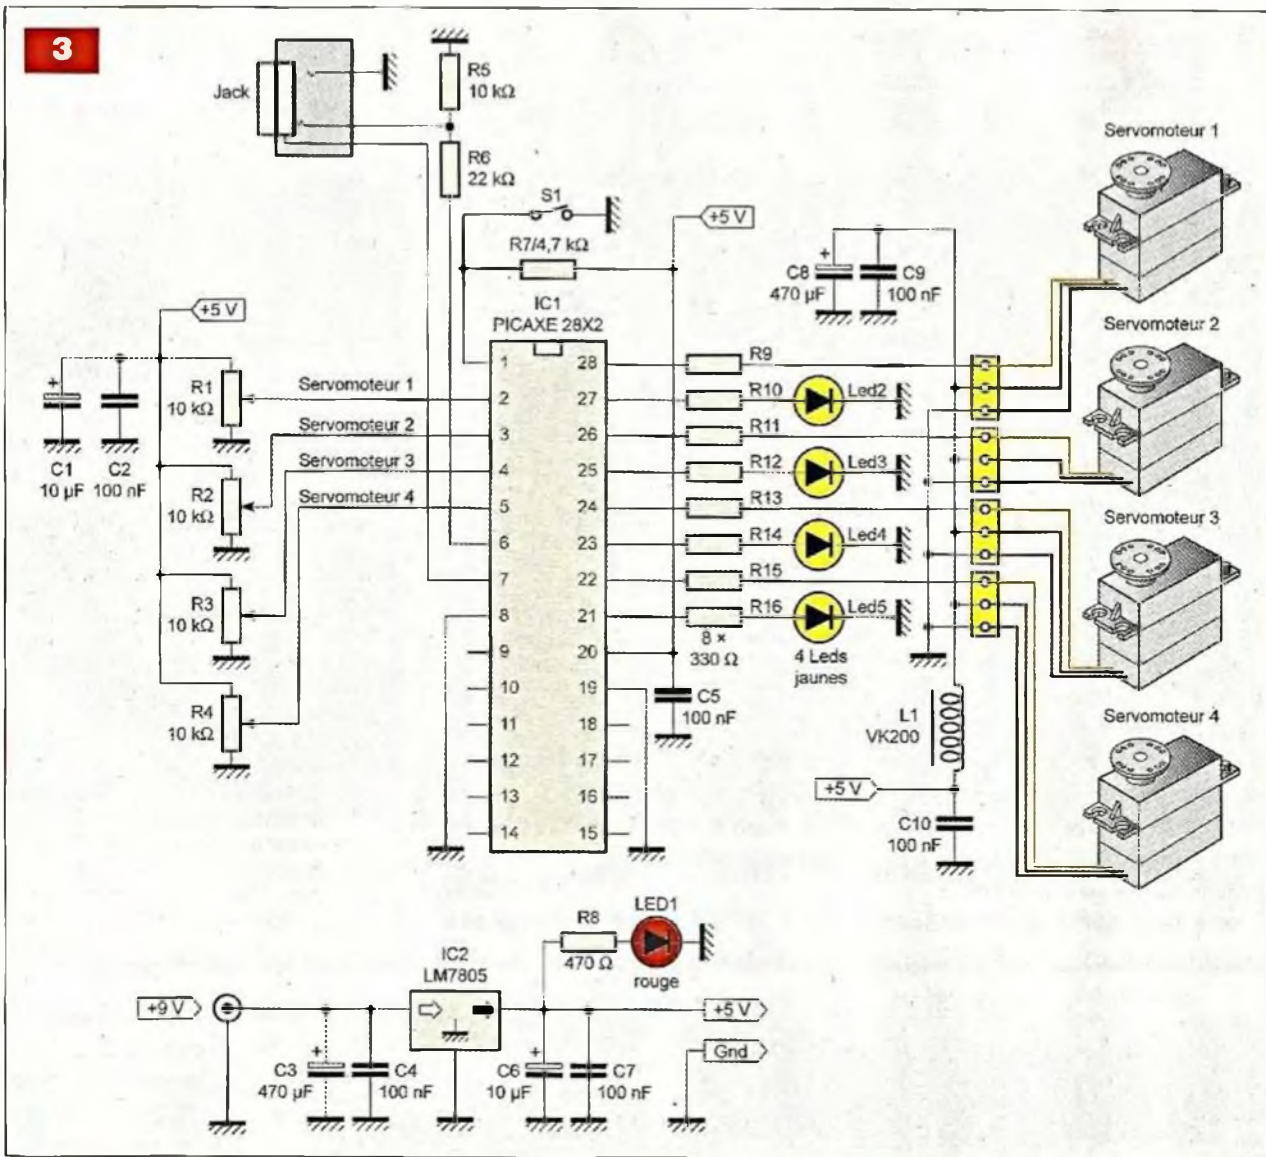 3
Jack
R5
10 kΩ
R6
22 kΩ
S1
R7/4,7 kΩ
+5 V
IC1
PICAXE 28X2
+5 V
C1
10 µF
C2
100 nF
R1
10 kΩ
R2
10 kΩ
R3
10 kΩ
R4
10 kΩ
Servomoteur 1
Servomoteur 2
Servomoteur 3
Servomoteur 4
1
2
3
4
5
6
7
8
9
10
11
12
13
14
28
27
26
25
24
23
22
21
20
19
18
17
16
15
R9
R10
R11
R12
R13
R14
R15
R16
8 ×
330 Ω
Led2
Led3
Led4
Led5
4 Leds
jaunes
C5
100 nF
C8
470 µF
C9
100 nF
L1
VK200
+5 V
C10
100 nF
Servomoteur 1
Servomoteur 2
Servomoteur 3
Servomoteur 4
+9 V
C3
470 µF
C4
100 nF
IC2
LM7805
C6
10 µF
C7
100 nF
R8
470 Ω
LED1
rouge
+5 V
Gnd